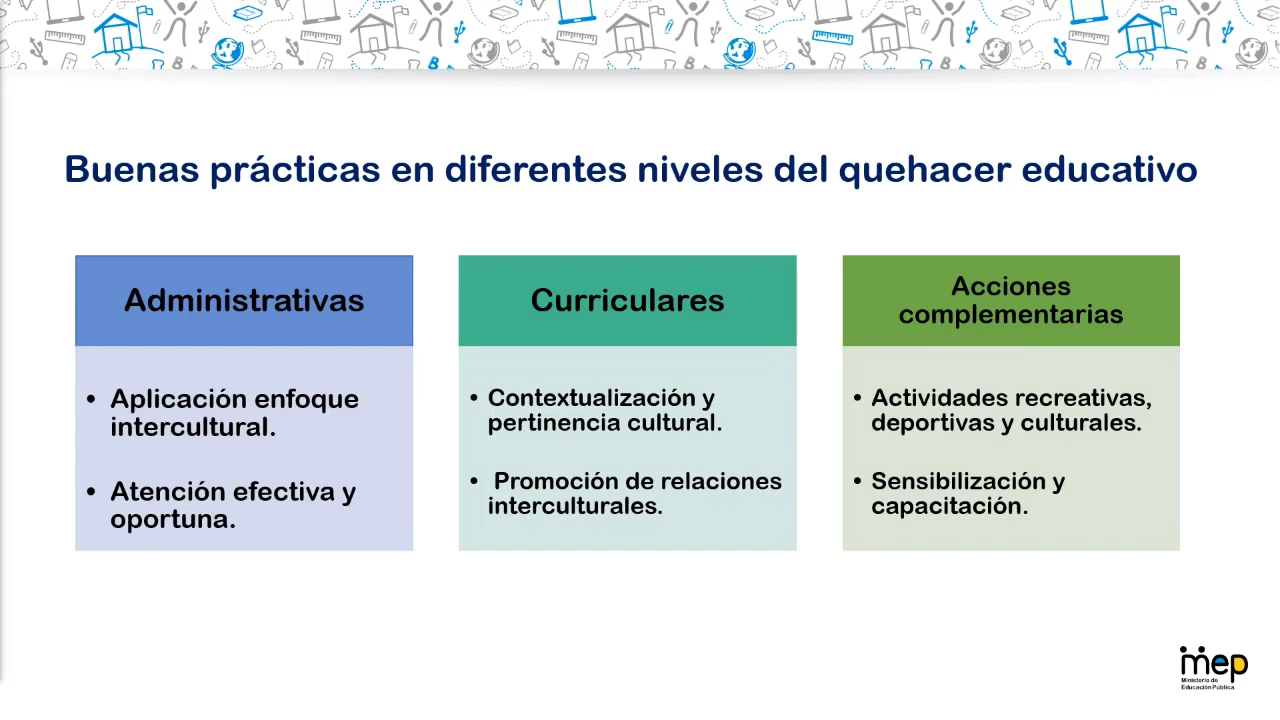 Buenas prácticas en diferentes niveles del quehacer educativo
Administrativas
• Aplicación enfoque
intercultural.
• Atención efectiva y
oportuna.
Curriculares
• Contextualización y
pertinencia cultural.
• Promoción de relaciones
interculturales.
Acciones
complementarias
• Actividades recreativas,
deportivas y culturales.
• Sensibilización y
capacitación.
mep
Ministerio de
Educación Pública